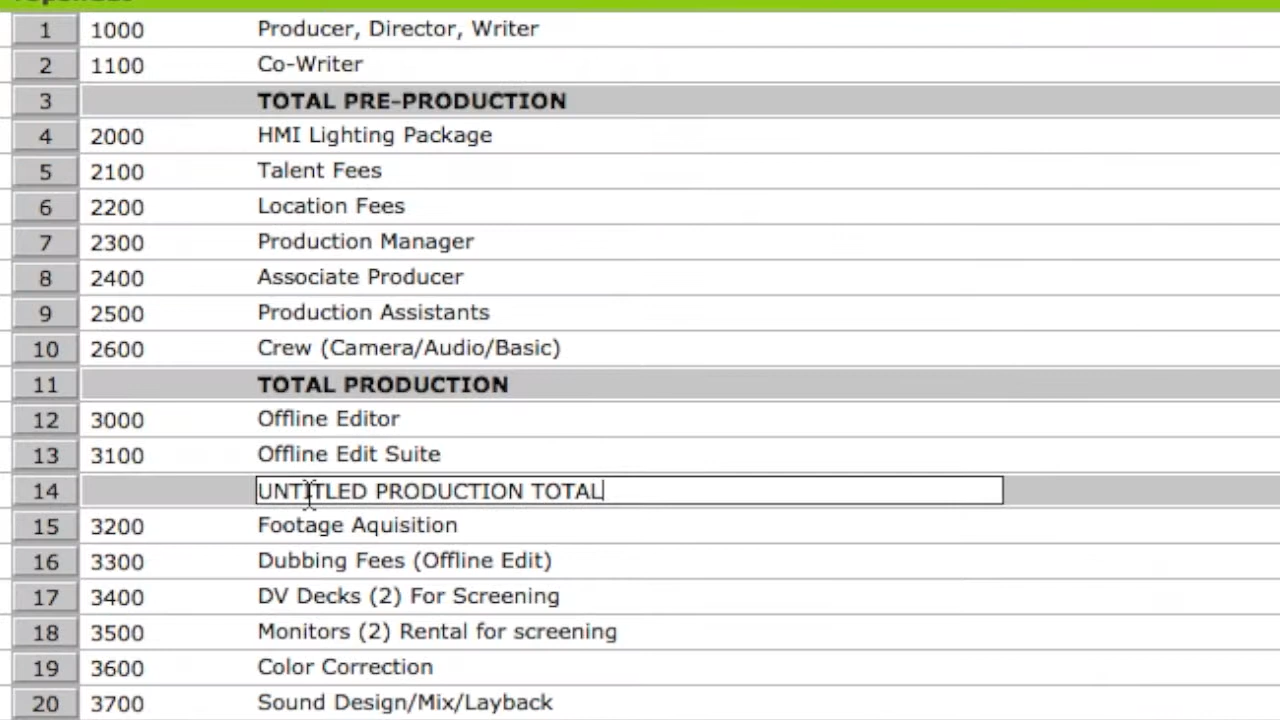 1 1000 Producer, Director, Writer
2 1100 Co-Writer
3 TOTAL PRE-PRODUCTION
4 2000 HMI Lighting Package
5 2100 Talent Fees
6 2200 Location Fees
7 2300 Production Manager
8 2400 Associate Producer
9 2500 Production Assistants
10 2600 Crew (Camera/Audio/Basic)
11 TOTAL PRODUCTION
12 3000 Offline Editor
13 3100 Offline Edit Suite
14 UNTITLED PRODUCTION TOTAL
15 3200 Footage Aquisition
16 3300 Dubbing Fees (Offline Edit)
17 3400 DV Decks (2) For Screening
18 3500 Monitors (2) Rental for screening
19 3600 Color Correction
20 3700 Sound Design/Mix/Layback